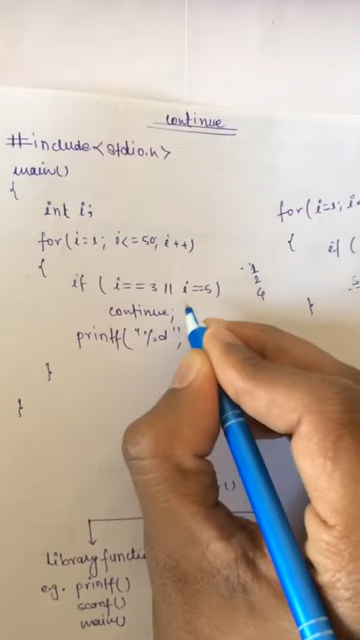 continue
#include<stdio.h>
main()
{
int i;
for(i=1; i<=50; i++)
{
if ( i==3 || i==5)
continue;
printf("%d",
}
}
for(i=1; i
{
if (
}
1
2
4
()
Library functio
e.g. printf()
scanf()
main()